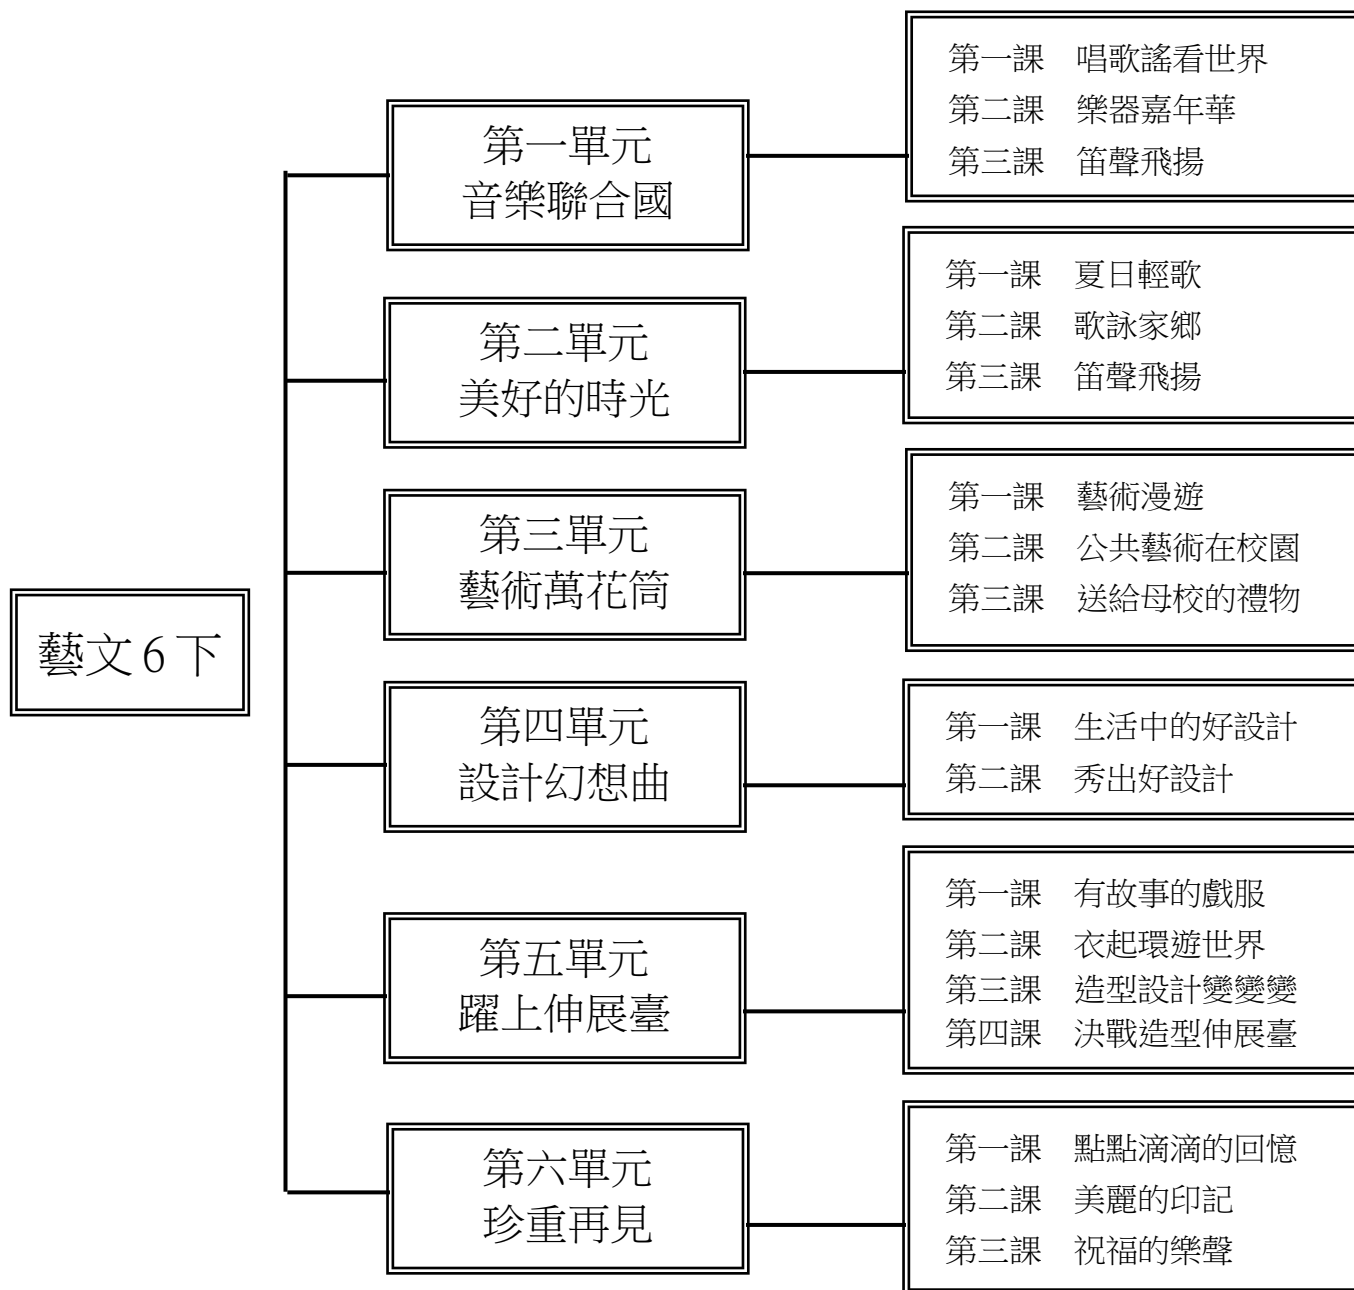 藝文6下
第一單元
音樂聯合國
第一課　唱歌謠看世界
第二課　樂器嘉年華
第三課　笛聲飛揚
第二單元
美好的時光
第一課　夏日輕歌
第二課　歌詠家鄉
第三課　笛聲飛揚
第三單元
藝術萬花筒
第一課　藝術漫遊
第二課　公共藝術在校園
第三課　送給母校的禮物
第四單元
設計幻想曲
第一課　生活中的好設計
第二課　秀出好設計
第五單元
躍上伸展臺
第一課　有故事的戲服
第二課　衣起環遊世界
第三課　造型設計變變變
第四課　決戰造型伸展臺
第六單元
珍重再見
第一課　點點滴滴的回憶
第二課　美麗的印記
第三課　祝福的樂聲